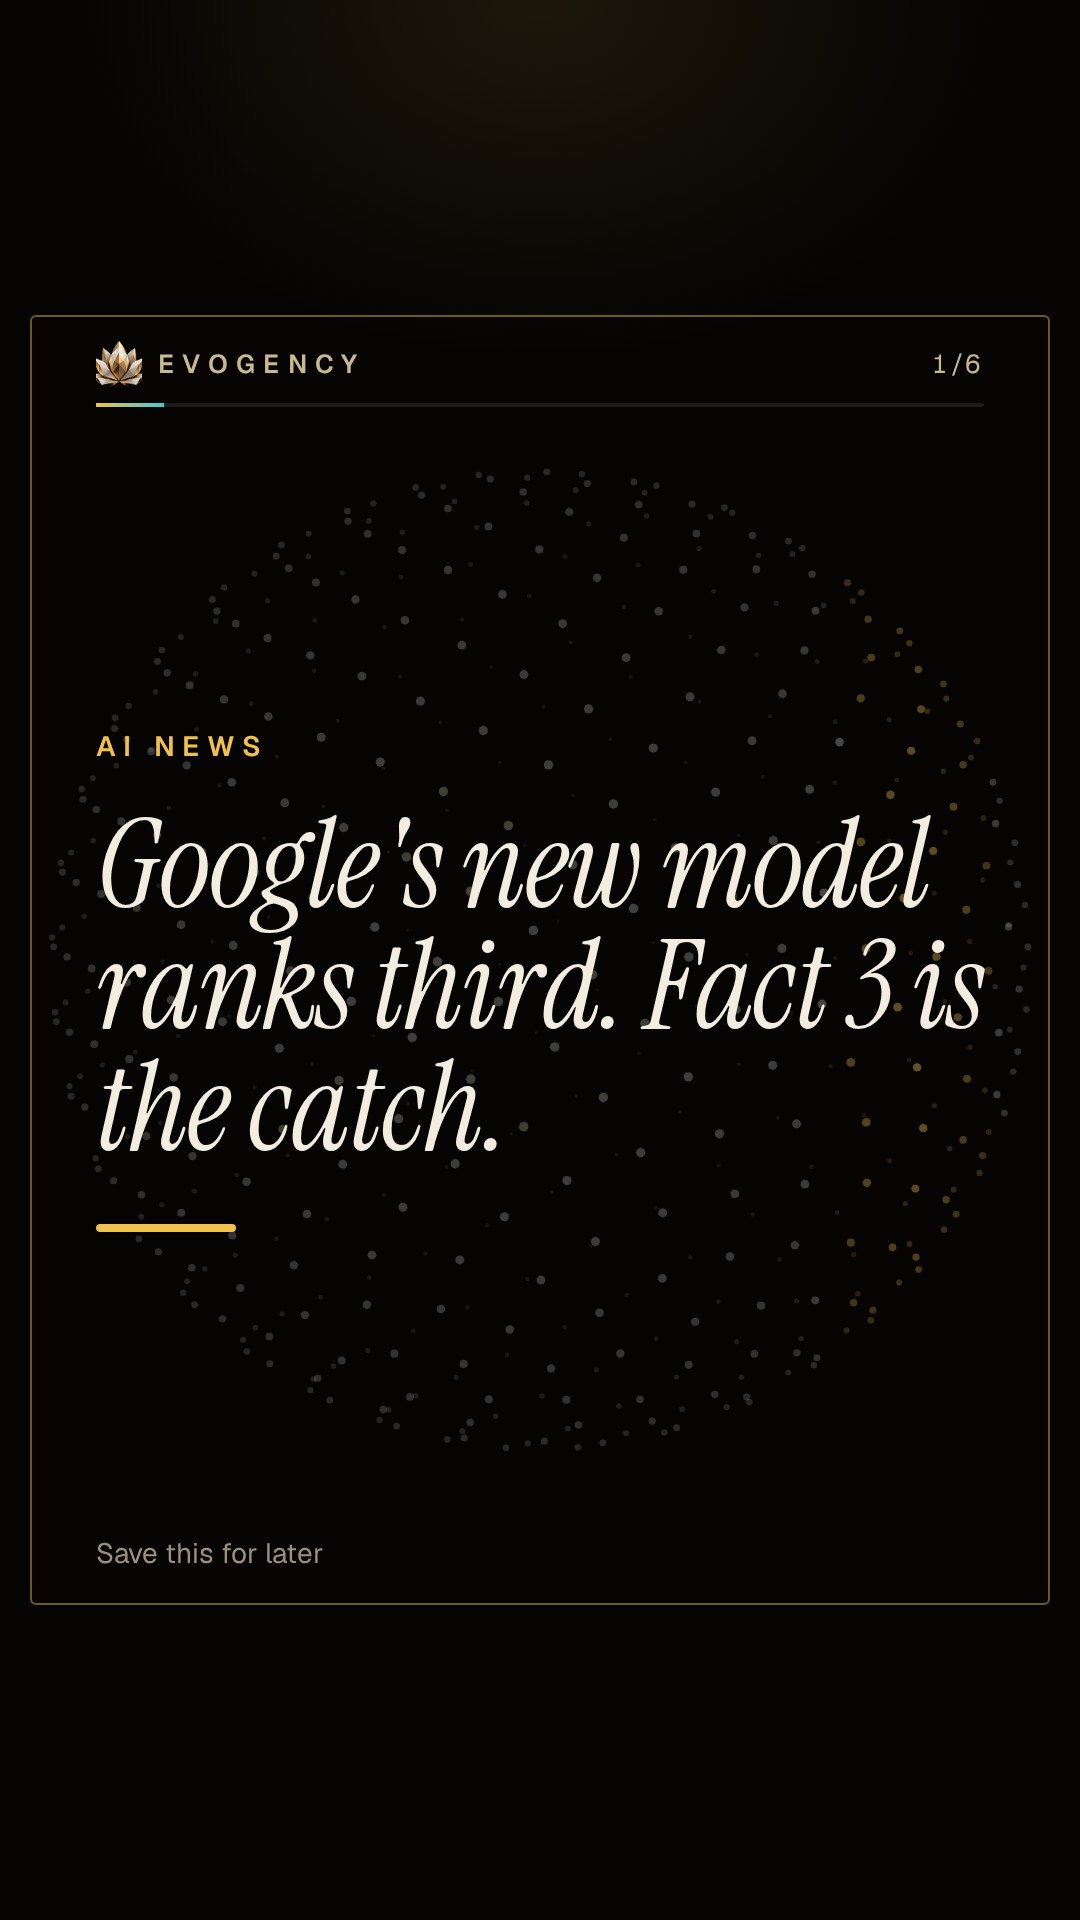 EVOGENCY
1/6
AI NEWS
Google's new model
ranks third. Fact 3 is
the catch.
Save this for later